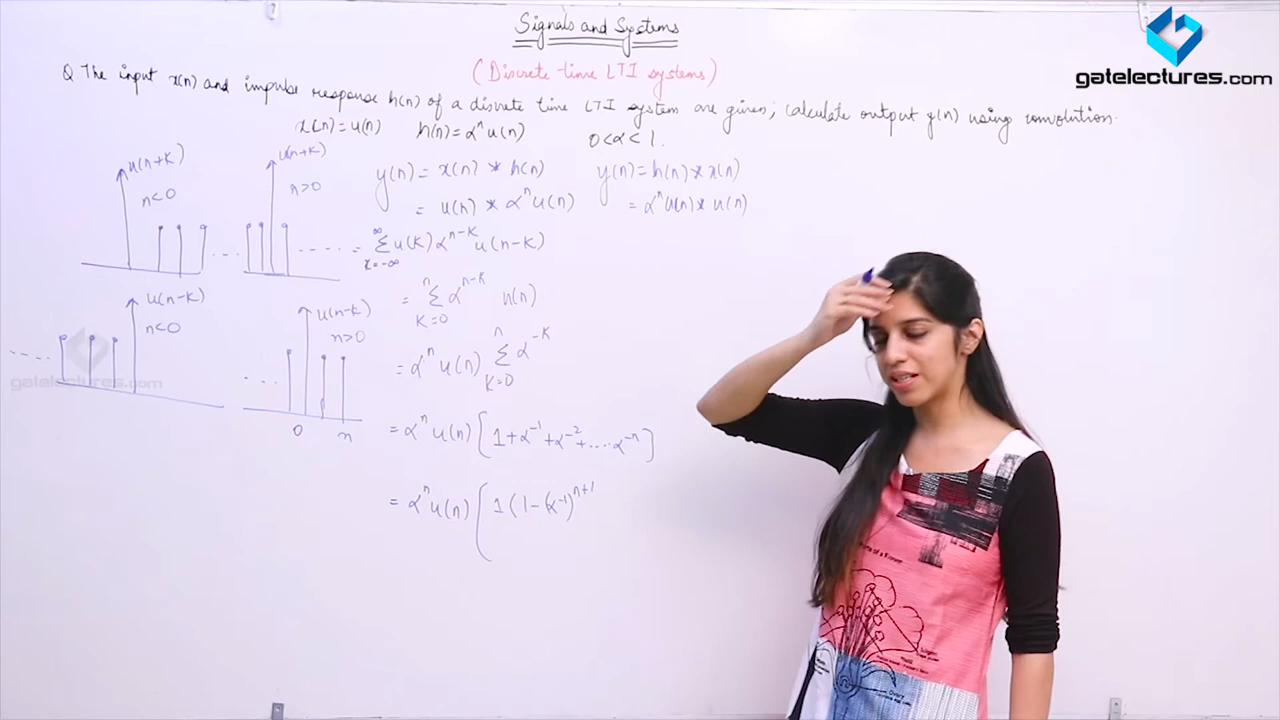 Signals and Systems
(Discrete time LTI systems)
gatelectures.com
Q The input x(n) and impulse response h(n) of a discrete time LTI system are given; calculate output y(n) using convolution.
x(n)=u(n) h(n)=α^n u(n) 0<α<1.
u(n+k)
n<0
u(n+k)
n>0
y(n) = x(n) * h(n)
= u(n) * α^n u(n)
y(n)= h(n)*x(n)
= α^n u(n)* u(n)
= Σ_{k=-∞}^{∞} u(k) α^{n-k} u(n-k)
= Σ_{k=0}^{n} α^{n-k} u(n)
= α^n u(n) Σ_{k=0}^{n} α^{-k}
= α^n u(n) [1+α^{-1}+α^{-2}+....α^{-n}]
= α^n u(n) [1(1-(α^{-1})^{n+1}
u(n-k)
n<0
u(n-k)
n>0
0 n
gatelectures.com